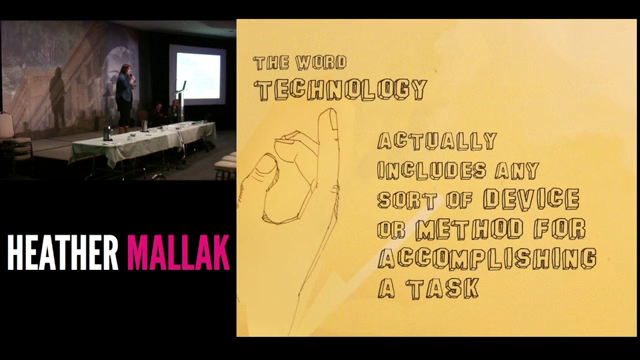 THE WORD
TECHNOLOGY
ACTUALLY
INCLUDES ANY
SORT OF DEVICE
OR METHOD FOR
ACCOMPLISHING
A TASK
HEATHER MALLAK